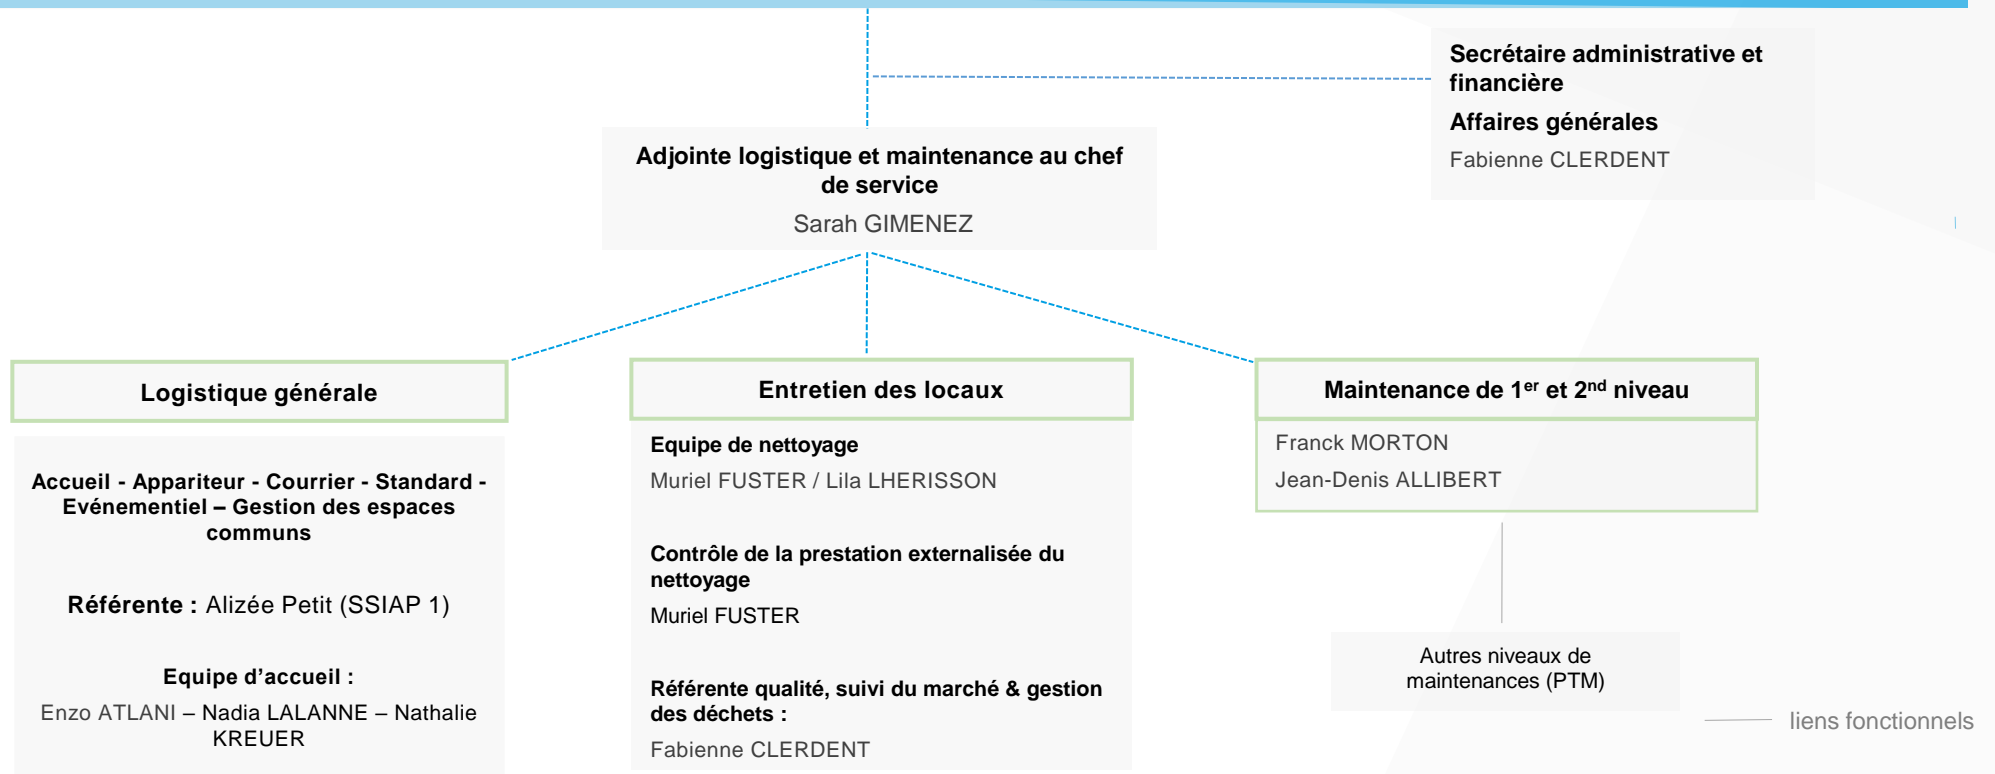 Secrétaire administrative et
financière
Affaires générales
Fabienne CLERDENT
Adjointe logistique et maintenance au chef
de service
Sarah GIMENEZ
Logistique générale
Accueil - Appariteur - Courrier - Standard -
Evénementiel – Gestion des espaces
communs
Référente : Alizée Petit (SSIAP 1)
Equipe d’accueil :
Enzo ATLANI – Nadia LALANNE – Nathalie
KREUER
Entretien des locaux
Equipe de nettoyage
Muriel FUSTER / Lila LHERISSON
Contrôle de la prestation externalisée du
nettoyage
Muriel FUSTER
Référente qualité, suivi du marché & gestion
des déchets :
Fabienne CLERDENT
Maintenance de 1er et 2nd niveau
Franck MORTON
Jean-Denis ALLIBERT
Autres niveaux de
maintenances (PTM)
liens fonctionnels